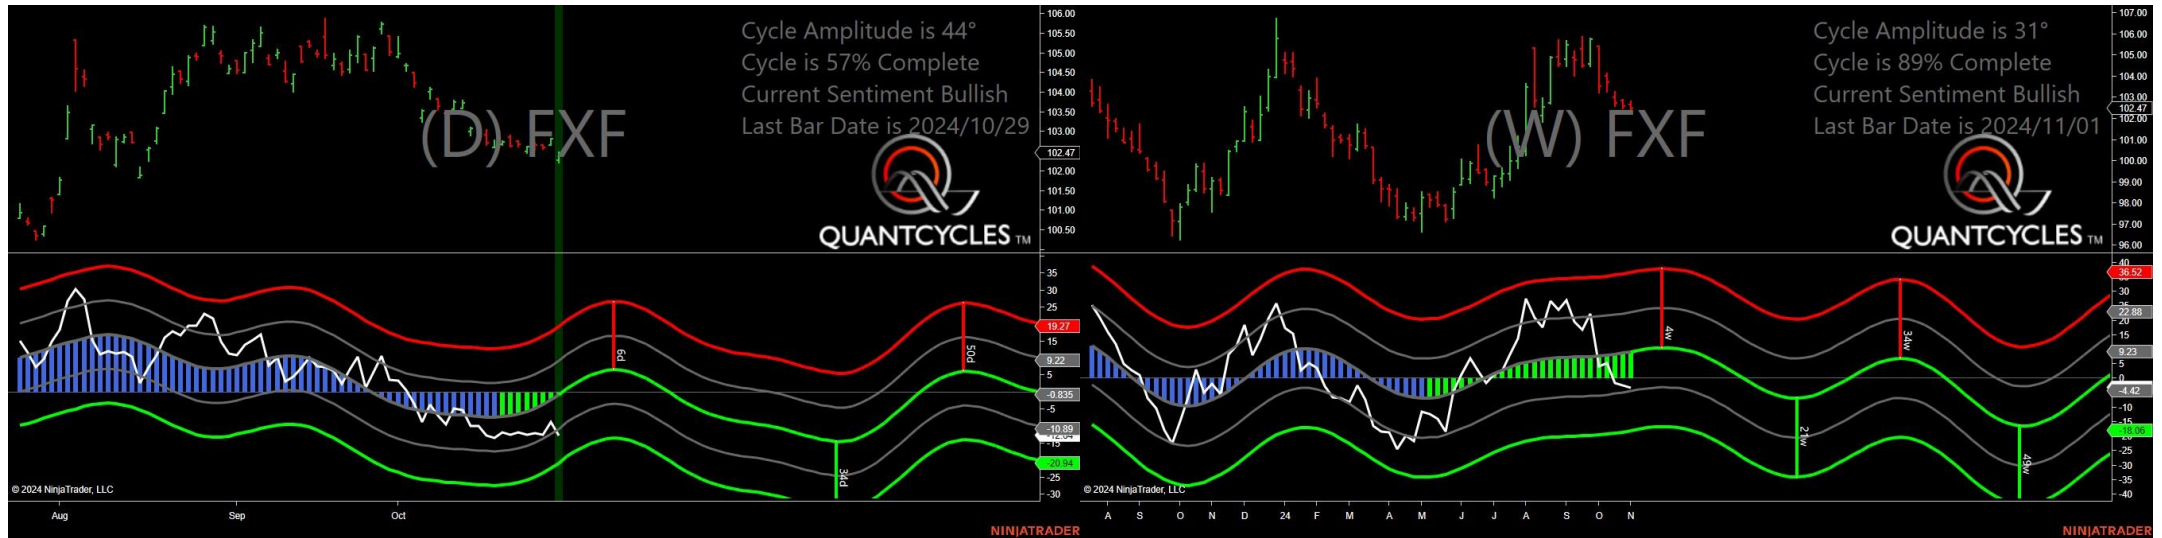 Cycle Amplitude is 44°
Cycle is 57% Complete
Current Sentiment Bullish
Last Bar Date is 2024/10/29
(D) FXF
QUANTCYCLES TM
106.00
105.50
105.00
104.50
104.00
103.50
103.00
102.47
102.00
101.50
101.00
100.50
35
30
25
19.27
15
9.22
5
-0.835
-5
-10.89
-15
-20.94
-25
-30
6d
34d
50d
© 2024 NinjaTrader, LLC
Aug Sep Oct
NINJATRADER
Cycle Amplitude is 31°
Cycle is 89% Complete
Current Sentiment Bullish
Last Bar Date is 2024/11/01
(W) FXF
QUANTCYCLES TM
107.00
106.00
105.00
104.00
103.00
102.47
102.00
101.00
100.00
99.00
98.00
97.00
96.00
40
36.52
30
25
22.88
20
15
9.23
5
0
-4.42
-10
-15
-18.06
-25
-30
-35
-40
4w
21w
34w
49w
© 2024 NinjaTrader, LLC
A S O N D 24 F M A M J J A S O N
NINJATRADER